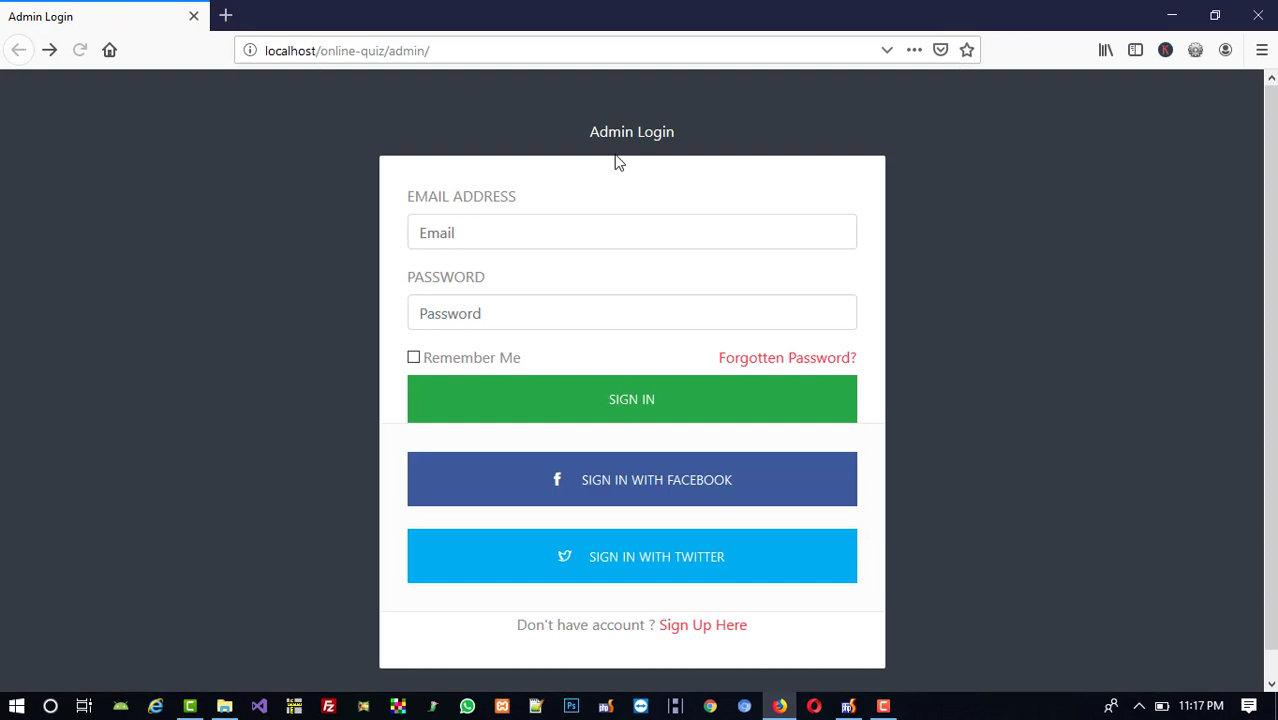 Admin Login
localhost/online-quiz/admin/
Admin Login
EMAIL ADDRESS
Email
PASSWORD
Password
Remember Me
Forgotten Password?
SIGN IN
SIGN IN WITH FACEBOOK
SIGN IN WITH TWITTER
Don't have account ? Sign Up Here
11:17 PM